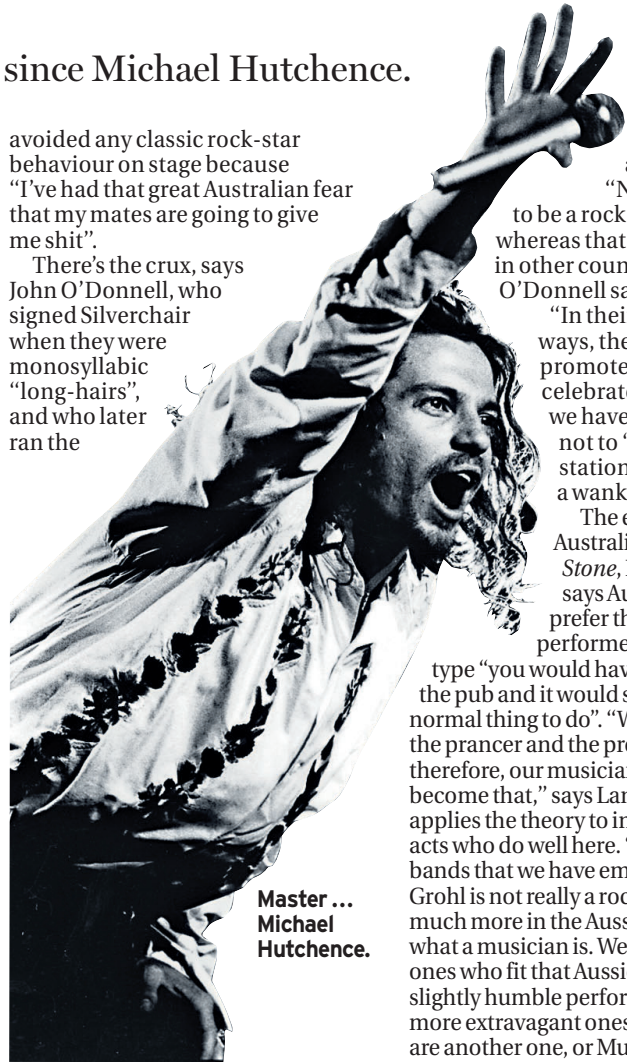 since Michael Hutchence.
avoided any classic rock-star
behaviour on stage because
“I’ve had that great Australian fear
that my mates are going to give
me shit”.
There’s the crux, says
John O’Donnell, who
signed Silverchair
when they were
monosyllabic
“long-hairs”,
and who later
ran the
Master ...
Michael
Hutchence.
“N
to be a rock
whereas that
in other coun
O’Donnell sa
“In thei
ways, the
promote
celebrate
we have
not to “
station
a wank
The e
Australi
Stone,
says Au
prefer th
performe
type “you would hav
the pub and it would s
normal thing to do”. “W
the prancer and the pre
therefore, our musician
become that,” says Lan
applies the theory to in
acts who do well here. “
bands that we have em
Grohl is not really a roc
much more in the Auss
what a musician is. We
ones who fit that Aussie
slightly humble perfor
more extravagant ones
are another one, or Mu